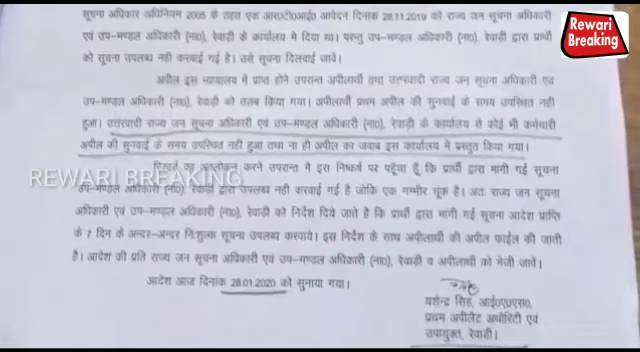 सूचना अधिकार अधिनियम 2005 के तहत एक आर०टी०आई० आवेदन दिनांक 28.11.2019 को राज्य जन सूचना अधिकारी
एवं उप–मण्डल अधिकारी (ना0), रेवाड़ी के कार्यालय मे दिया था। परन्तु उप–मण्डल अधिकारी (ना0), रेवाड़ी द्वारा प्रार्थी
को सूचना उपलब्ध नही करवाई गई है। उसे सूचना दिलवाई जावें।
अपील इस न्यायालय में प्राप्त होने उपरान्त अपीलार्थी तथा उत्तरवादी राज्य जन सूचना अधिकारी एवं
उप–मण्डल अधिकारी (ना0), रेवाड़ी को तलब किया गया। अपीलार्थी प्रथम अपील की सुनवाई के समय उपस्थित नही
हुआ। उत्तरवादी राज्य जन सूचना अधिकारी एवं उप–मण्डल अधिकारी (ना0), रेवाड़ी के कार्यालय से कोई भी कर्मचारी
अपील की सुनवाई के समय उपस्थित नही हुआ तथा ना ही अपील का जवाब इस कार्यालय में प्रस्तुत किया गया।
रिकार्ड का अवलोकन करने उपरान्त मे इस निष्कर्ष पर पहूँचा हूँ कि प्रार्थी द्वारा मांगी गई सूचना
उप–मण्डल अधिकारी (ना0), रेवाड़ी द्वारा उपलब्ध नही करवाई गई है जोकि एक गम्भीर चूंक है। अतः राज्य जन सूचना
अधिकारी एवं उप–मण्डल अधिकारी (ना0), रेवाड़ी को निर्देश दिये जाते है कि प्रार्थी द्वारा मांगी गई सूचना आदेश प्राप्ति
के 7 दिन के अन्दर–अन्दर नि:शुल्क सूचना उपलब्ध करवाये। इस निर्देश के साथ अपीलार्थी की अपील फाईल की जाती
है। आदेश की प्रति राज्य जन सूचना अधिकारी एवं उप–मण्डल अधिकारी (ना0), रेवाड़ी व अपीलार्थी को भेजी जावें।
आदेश आज दिनांक 28.01.2020 को सुनाया गया।
यशेन्द्र सिंह, आई0ए0एस0,
प्रथम अपीलैट अथोरिटी एवं
उपायुक्त, रेवाड़ी।
Rewari
Breaking
REWARI BREAKING